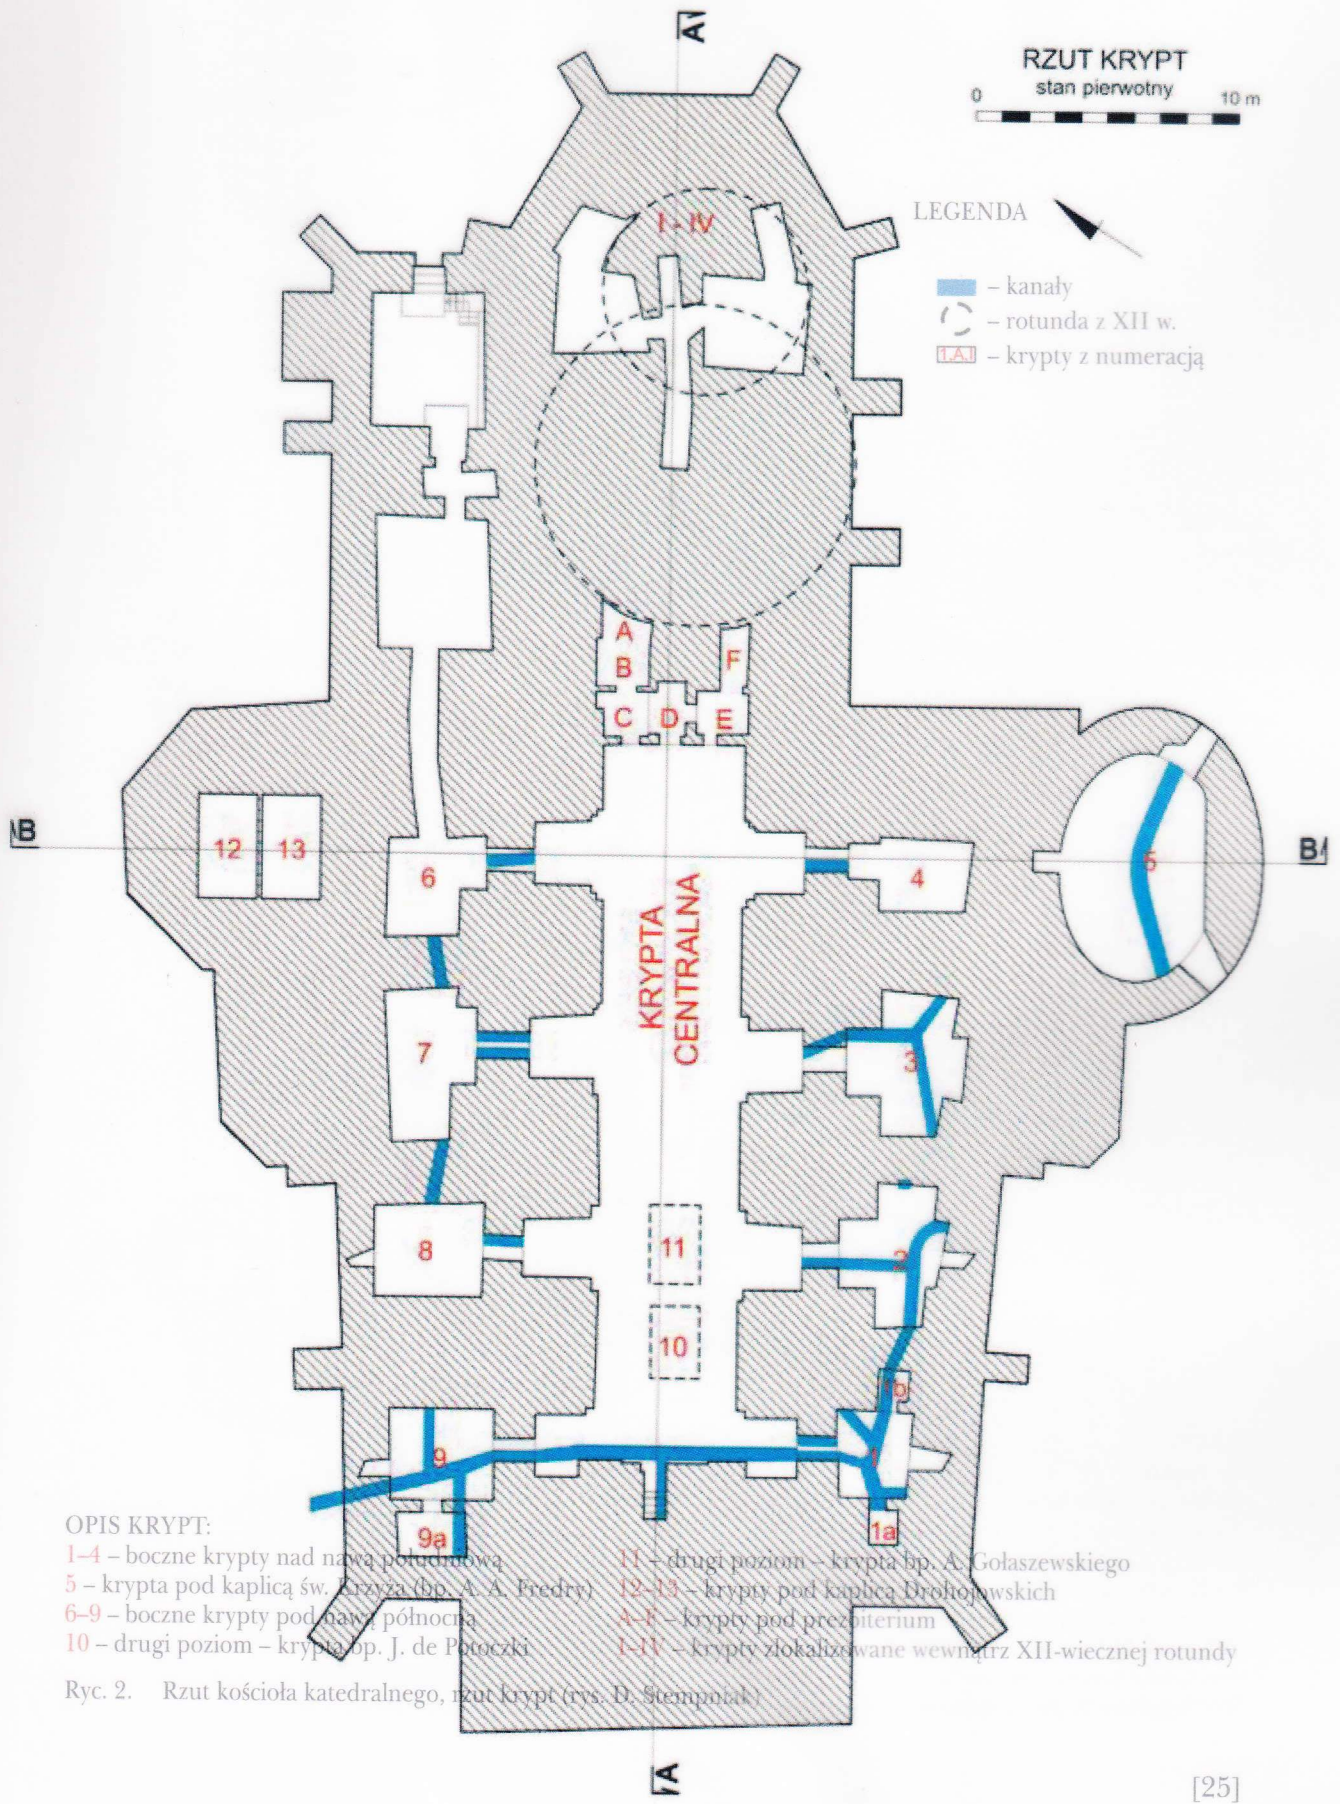 A1
RZUT KRYPT
stan pierwotny
0 10 m
LEGENDA
– kanały
– rotunda z XII w.
1.A.I – krypty z numeracją
I - IV
A
B
F
C D E
B
12 13
6
4
5
B1
KRYPTA
CENTRALNA
7
3
8
11
2
10
1b
9
1
9a
1a
OPIS KRYPT:
1–4 – boczne krypty nad nawą południową
5 – krypta pod kaplicą św. Krzyża (bp. A. A. Fredry)
6–9 – boczne krypty pod nawą północną
10 – drugi poziom – krypta bp. J. de Potoczki
11 – drugi poziom – krypta bp. A. Gołaszewskiego
12–13 – krypty pod kaplicą Drohojowskich
A–F – krypty pod prezbiterium
I–IV – krypty zlokalizowane wewnątrz XII-wiecznej rotundy
Ryc. 2. Rzut kościoła katedralnego, rzut krypt (rys. D. Stempniak)
A
[25]